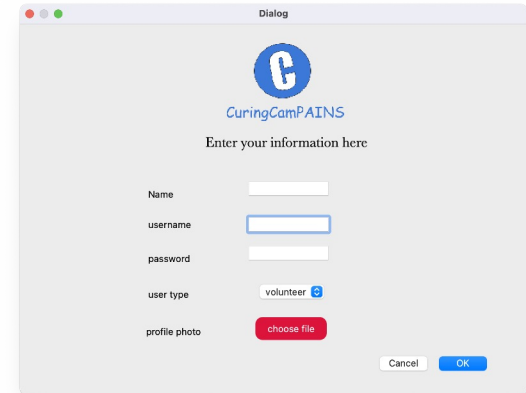 Dialog
C
CuringCamPAINS
Enter your information here
Name
username
password
user type volunteer
profile photo choose file
Cancel OK